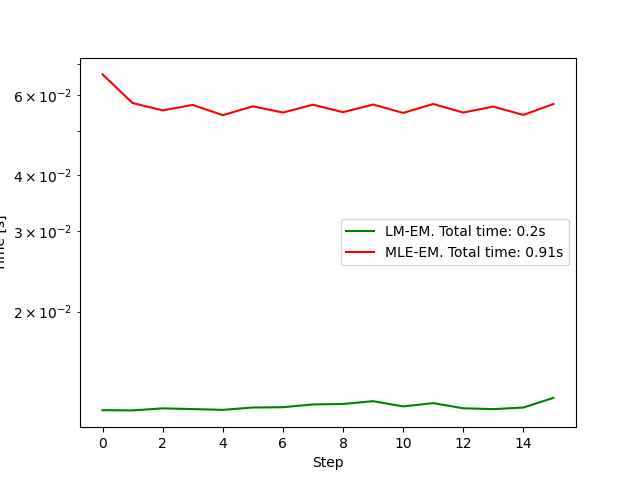 6 × 10⁻²
4 × 10⁻²
3 × 10⁻²
2 × 10⁻²
[s]
LM-EM. Total time: 0.2s
MLE-EM. Total time: 0.91s
0 2 4 6 8 10 12 14
Step